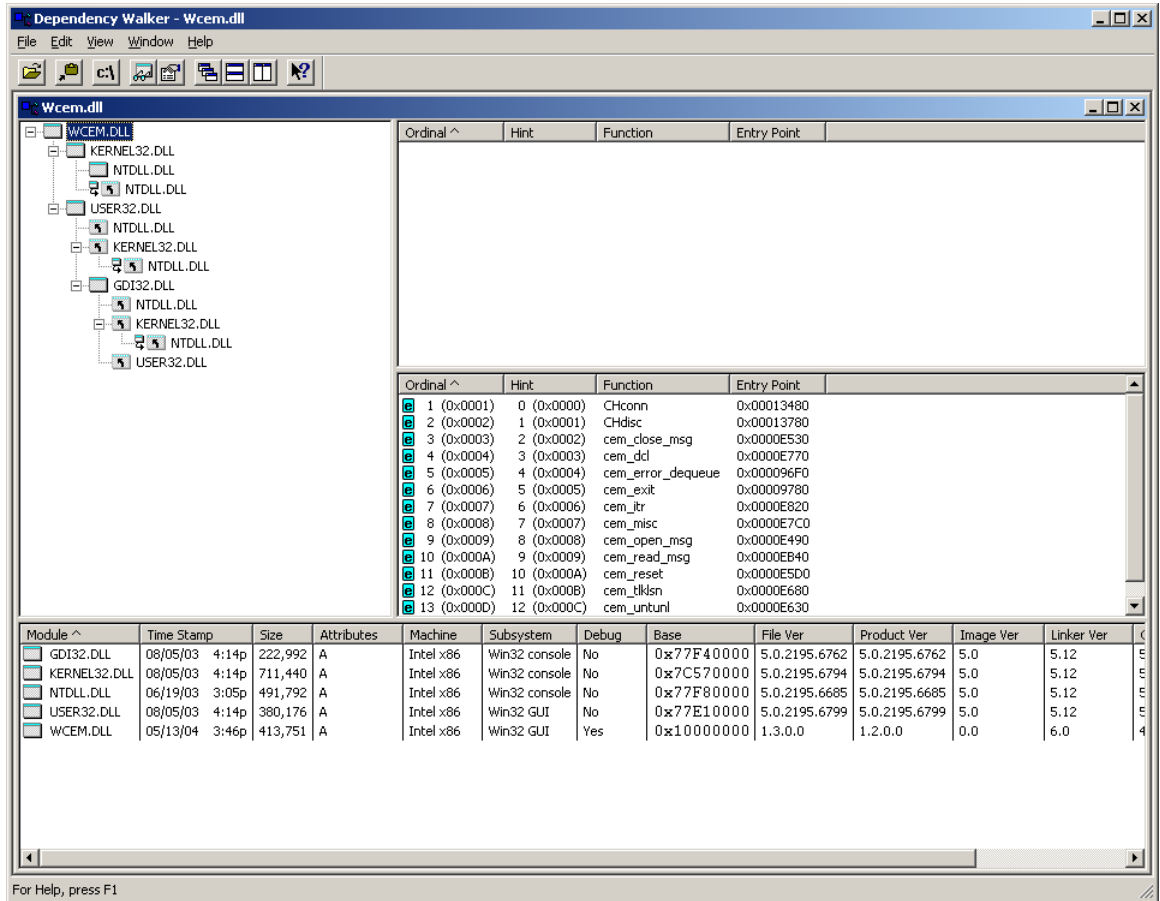 Dependency Walker - Wcem.dll
File Edit View Window Help
c:\
Wcem.dll
WCEM.DLL
KERNEL32.DLL
NTDLL.DLL
NTDLL.DLL
USER32.DLL
NTDLL.DLL
KERNEL32.DLL
NTDLL.DLL
GDI32.DLL
NTDLL.DLL
KERNEL32.DLL
NTDLL.DLL
USER32.DLL
Ordinal ^ Hint Function Entry Point
Ordinal ^ Hint Function Entry Point
e 1 (0x0001) 0 (0x0000) CHconn 0x00013480
e 2 (0x0002) 1 (0x0001) CHdisc 0x00013780
e 3 (0x0003) 2 (0x0002) cem_close_msg 0x0000E530
e 4 (0x0004) 3 (0x0003) cem_dcl 0x0000E770
e 5 (0x0005) 4 (0x0004) cem_error_dequeue 0x000096F0
e 6 (0x0006) 5 (0x0005) cem_exit 0x00009780
e 7 (0x0007) 6 (0x0006) cem_itr 0x0000E820
e 8 (0x0008) 7 (0x0007) cem_misc 0x0000E7C0
e 9 (0x0009) 8 (0x0008) cem_open_msg 0x0000E490
e 10 (0x000A) 9 (0x0009) cem_read_msg 0x0000EB40
e 11 (0x000B) 10 (0x000A) cem_reset 0x0000E5D0
e 12 (0x000C) 11 (0x000B) cem_tlklsn 0x0000E680
e 13 (0x000D) 12 (0x000C) cem_untunl 0x0000E630
Module ^ Time Stamp Size Attributes Machine Subsystem Debug Base File Ver Product Ver Image Ver Linker Ver
GDI32.DLL 08/05/03 4:14p 222,992 A Intel x86 Win32 console No 0x77F40000 5.0.2195.6762 5.0.2195.6762 5.0 5.12
KERNEL32.DLL 08/05/03 4:14p 711,440 A Intel x86 Win32 console No 0x7C570000 5.0.2195.6794 5.0.2195.6794 5.0 5.12
NTDLL.DLL 06/19/03 3:05p 491,792 A Intel x86 Win32 console No 0x77F80000 5.0.2195.6685 5.0.2195.6685 5.0 5.12
USER32.DLL 08/05/03 4:14p 380,176 A Intel x86 Win32 GUI No 0x77E10000 5.0.2195.6799 5.0.2195.6799 5.0 5.12
WCEM.DLL 05/13/04 3:46p 413,751 A Intel x86 Win32 GUI Yes 0x10000000 1.3.0.0 1.2.0.0 0.0 6.0
For Help, press F1